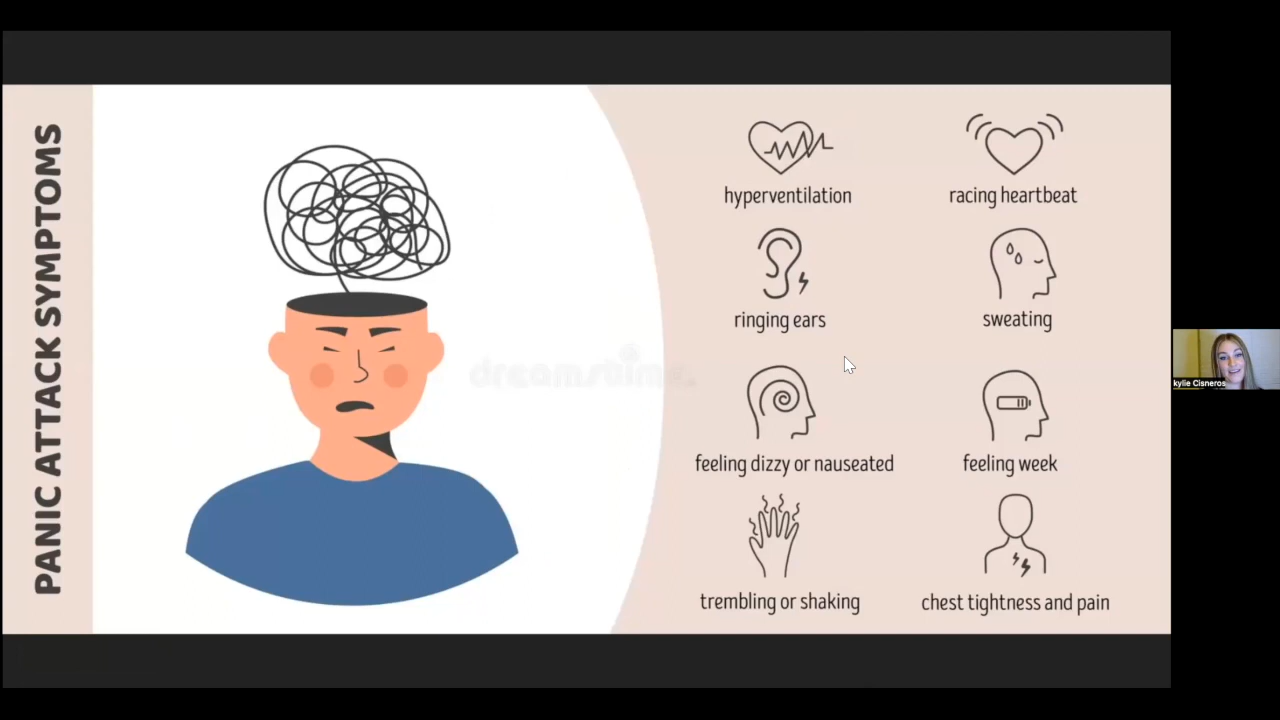 PANIC ATTACK SYMPTOMS
hyperventilation
racing heartbeat
ringing ears
sweating
dreamstime.
feeling dizzy or nauseated
feeling week
trembling or shaking
chest tightness and pain
kylie Cisneros